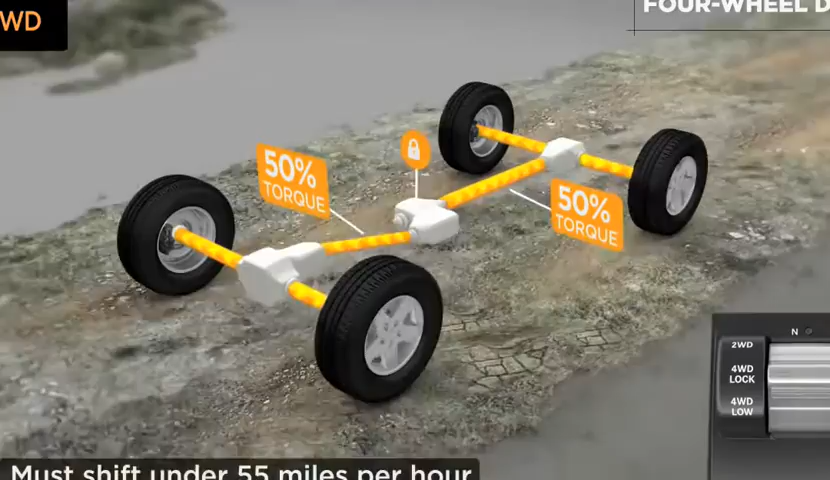 WD
FOUR-WHEEL D
50%
TORQUE
50%
TORQUE
N
2WD
4WD
LOCK
4WD
LOW
Must shift under 55 miles per hour